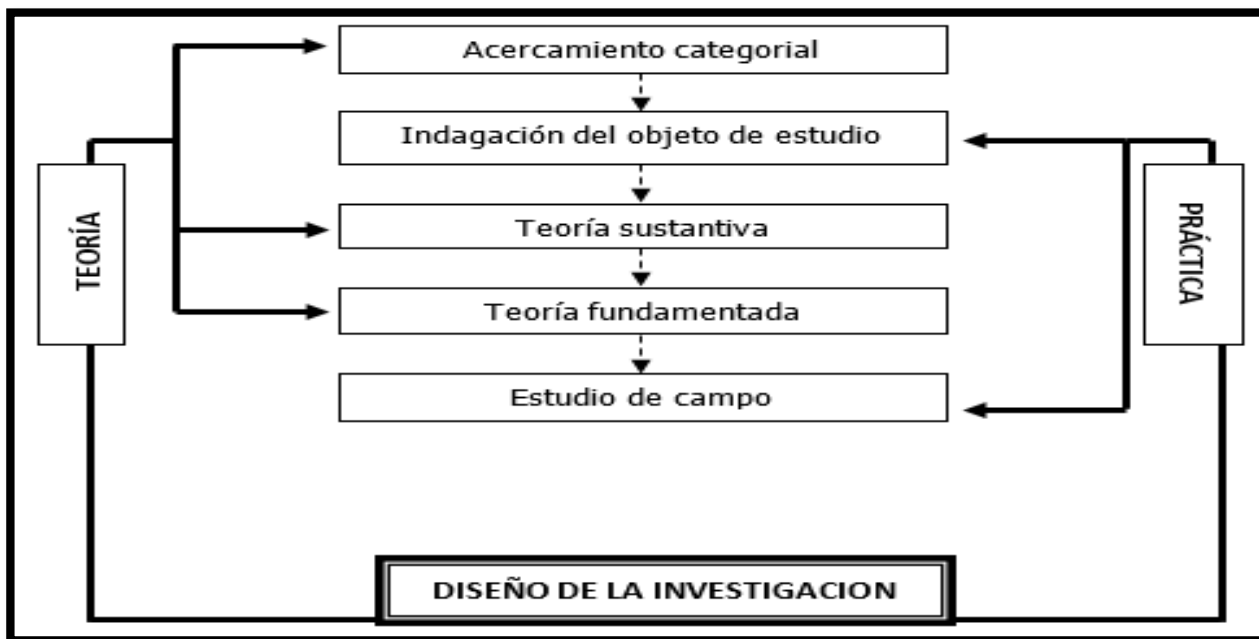 Acercamiento categorial
Indagación del objeto de estudio
TEORÍA
PRÁCTICA
Teoría sustantiva
Teoría fundamentada
Estudio de campo
DISEÑO DE LA INVESTIGACION